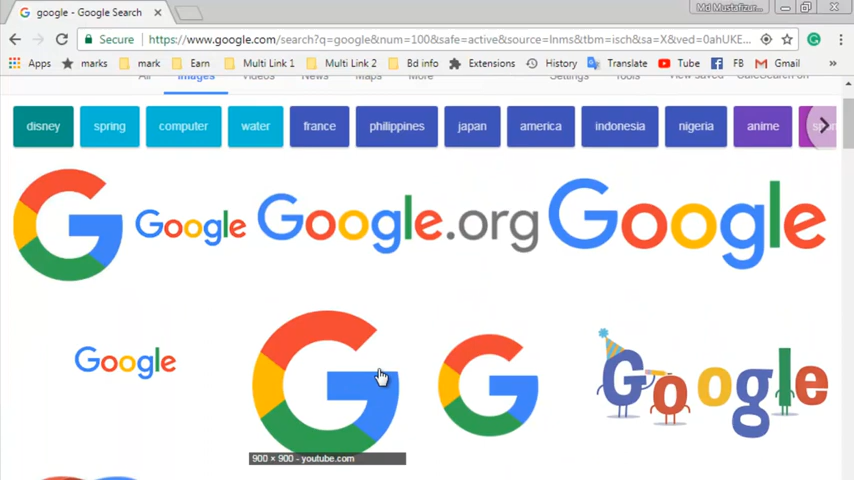 google - Google Search
Md Mustafizur...
Secure https://www.google.com/search?q=google&num=100&safe=active&source=lnms&tbm=isch&sa=X&ved=0ahUKE...
Apps marks mark Earn Multi Link 1 Multi Link 2 Bd info Extensions History Translate Tube FB Gmail
All Images Videos News Maps More Settings Tools View saved SafeSearch on
disney spring computer water france philippines japan america indonesia nigeria anime
Google Google.org Google
Google Google
900 × 900 - youtube.com